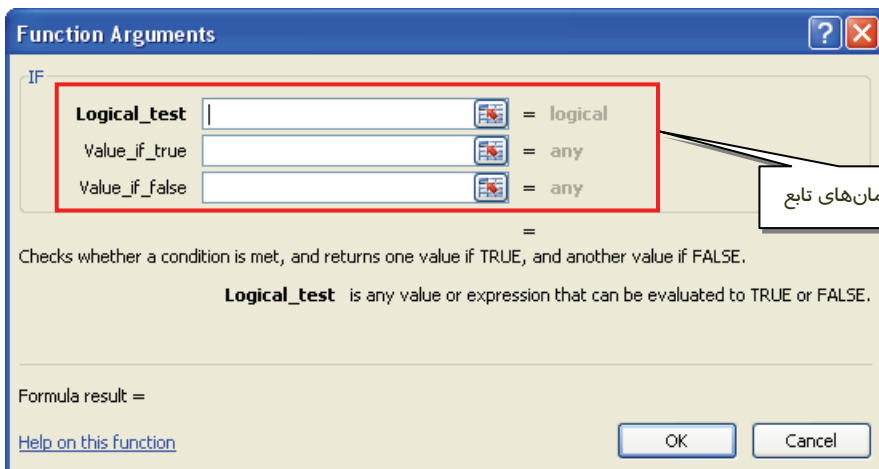 Function Arguments
IF
Logical_test = logical
Value_if_true = any
Value_if_false = any
=
Checks whether a condition is met, and returns one value if TRUE, and another value if FALSE.
Logical_test is any value or expression that can be evaluated to TRUE or FALSE.
Formula result =
Help on this function
OK Cancel
های تابع